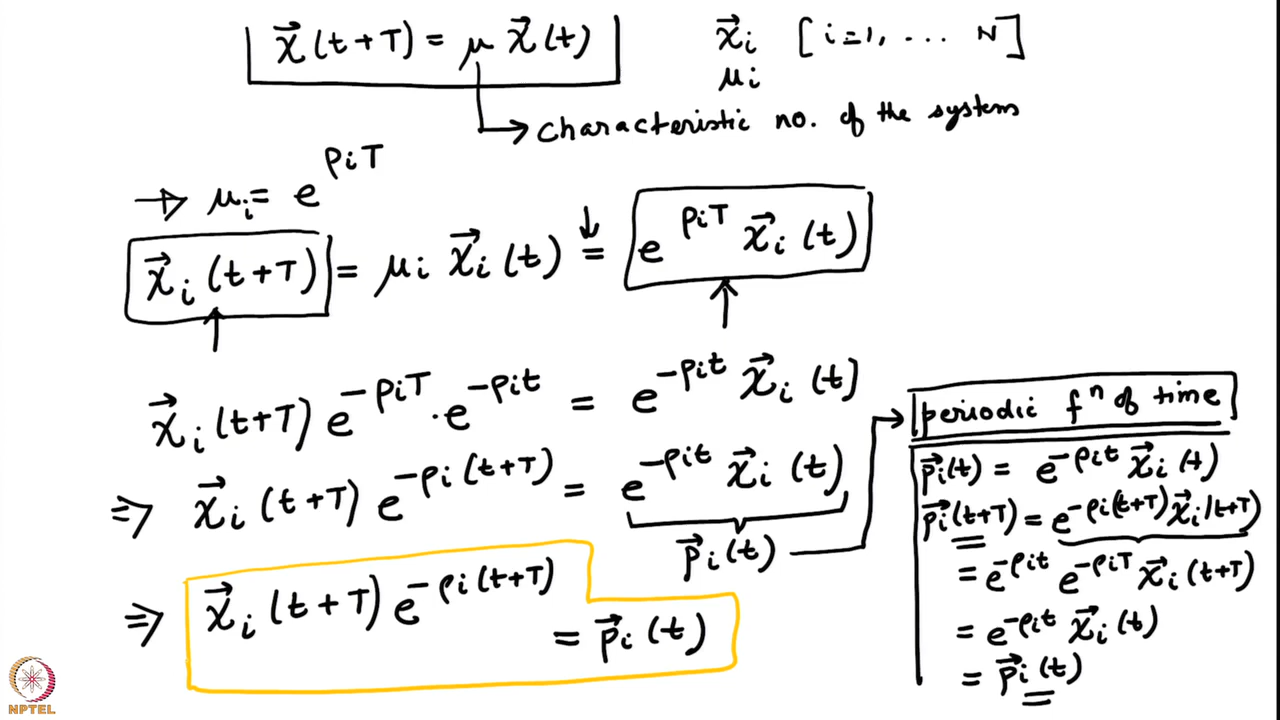 χ⃗(t+T) = μ χ⃗(t)
χ⃗i [i=1, ... N]
μi
→ characteristic no. of the system
→ μi = e^ρiT
χ⃗i(t+T) = μi χ⃗i(t) = e^ρiT χ⃗i(t)
χ⃗i(t+T) e^-ρiT · e^-ρit = e^-ρit χ⃗i(t)
⇒ χ⃗i(t+T) e^-ρi(t+T) = e^-ρit χ⃗i(t)
p⃗i(t)
⇒ χ⃗i(t+T) e^-ρi(t+T)
= p⃗i(t)
periodic fⁿ of time
p⃗i(t) = e^-ρit χ⃗i(t)
p⃗i(t+T) = e^-ρi(t+T) χ⃗i(t+T)
= e^-ρit e^-ρiT χ⃗i(t+T)
= e^-ρit χ⃗i(t)
= p⃗i(t)
NPTEL